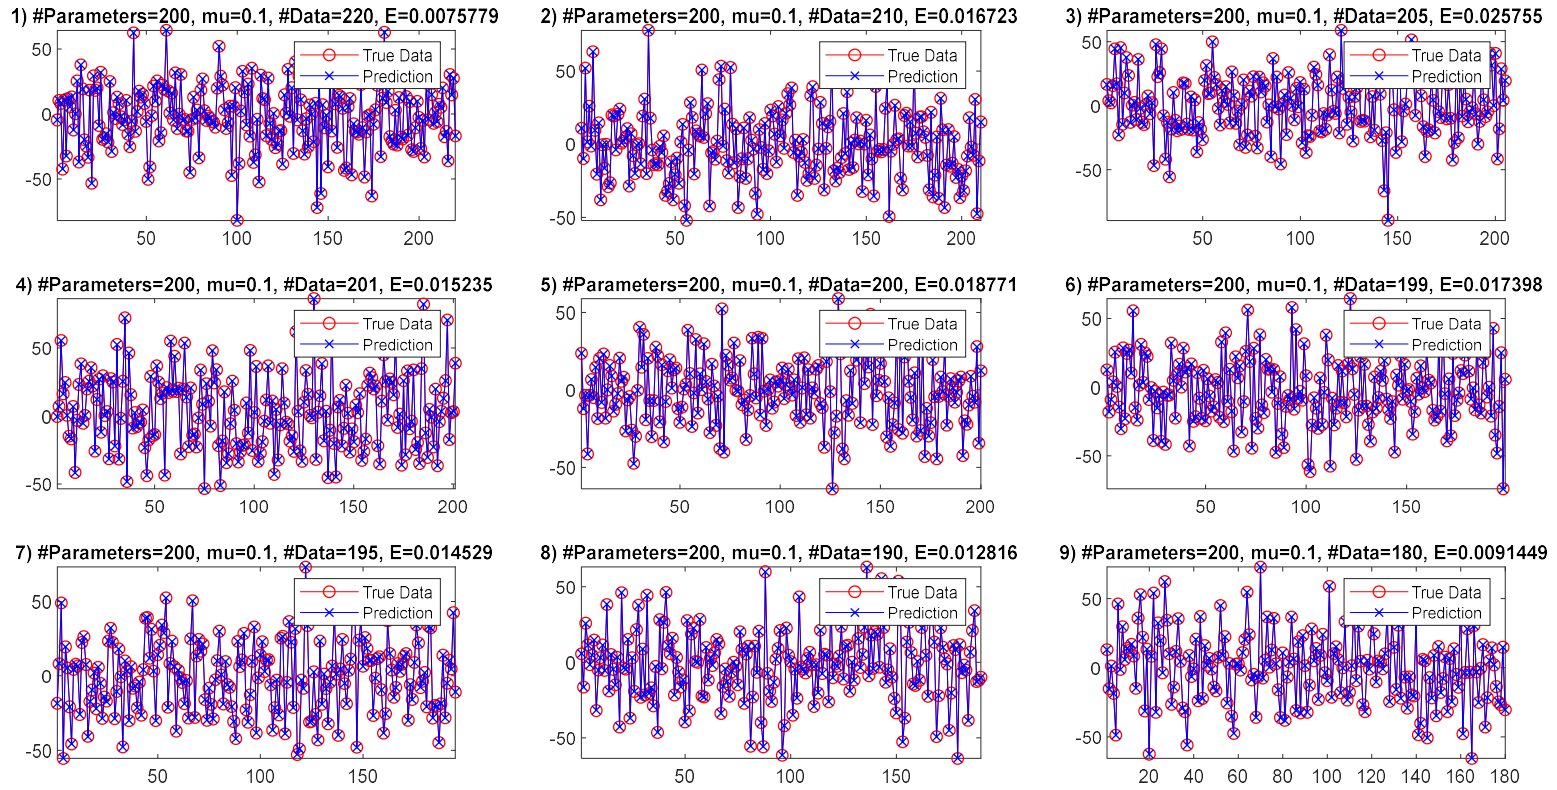 1) #Parameters=200, mu=0.1, #Data=220, E=0.0075779
50
0
-50
50
100
150
200
True Data
Prediction
2) #Parameters=200, mu=0.1, #Data=210, E=0.016723
50
0
-50
50
100
150
200
True Data
Prediction
3) #Parameters=200, mu=0.1, #Data=205, E=0.025755
50
0
-50
50
100
150
200
True Data
Prediction
4) #Parameters=200, mu=0.1, #Data=201, E=0.015235
50
0
-50
50
100
150
200
True Data
Prediction
5) #Parameters=200, mu=0.1, #Data=200, E=0.018771
50
0
-50
50
100
150
200
True Data
Prediction
6) #Parameters=200, mu=0.1, #Data=199, E=0.017398
50
0
-50
50
100
150
True Data
Prediction
7) #Parameters=200, mu=0.1, #Data=195, E=0.014529
50
0
-50
50
100
150
True Data
Prediction
8) #Parameters=200, mu=0.1, #Data=190, E=0.012816
50
0
-50
50
100
150
True Data
Prediction
9) #Parameters=200, mu=0.1, #Data=180, E=0.0091449
50
0
-50
20
40
60
80
100
120
140
160
180
True Data
Prediction